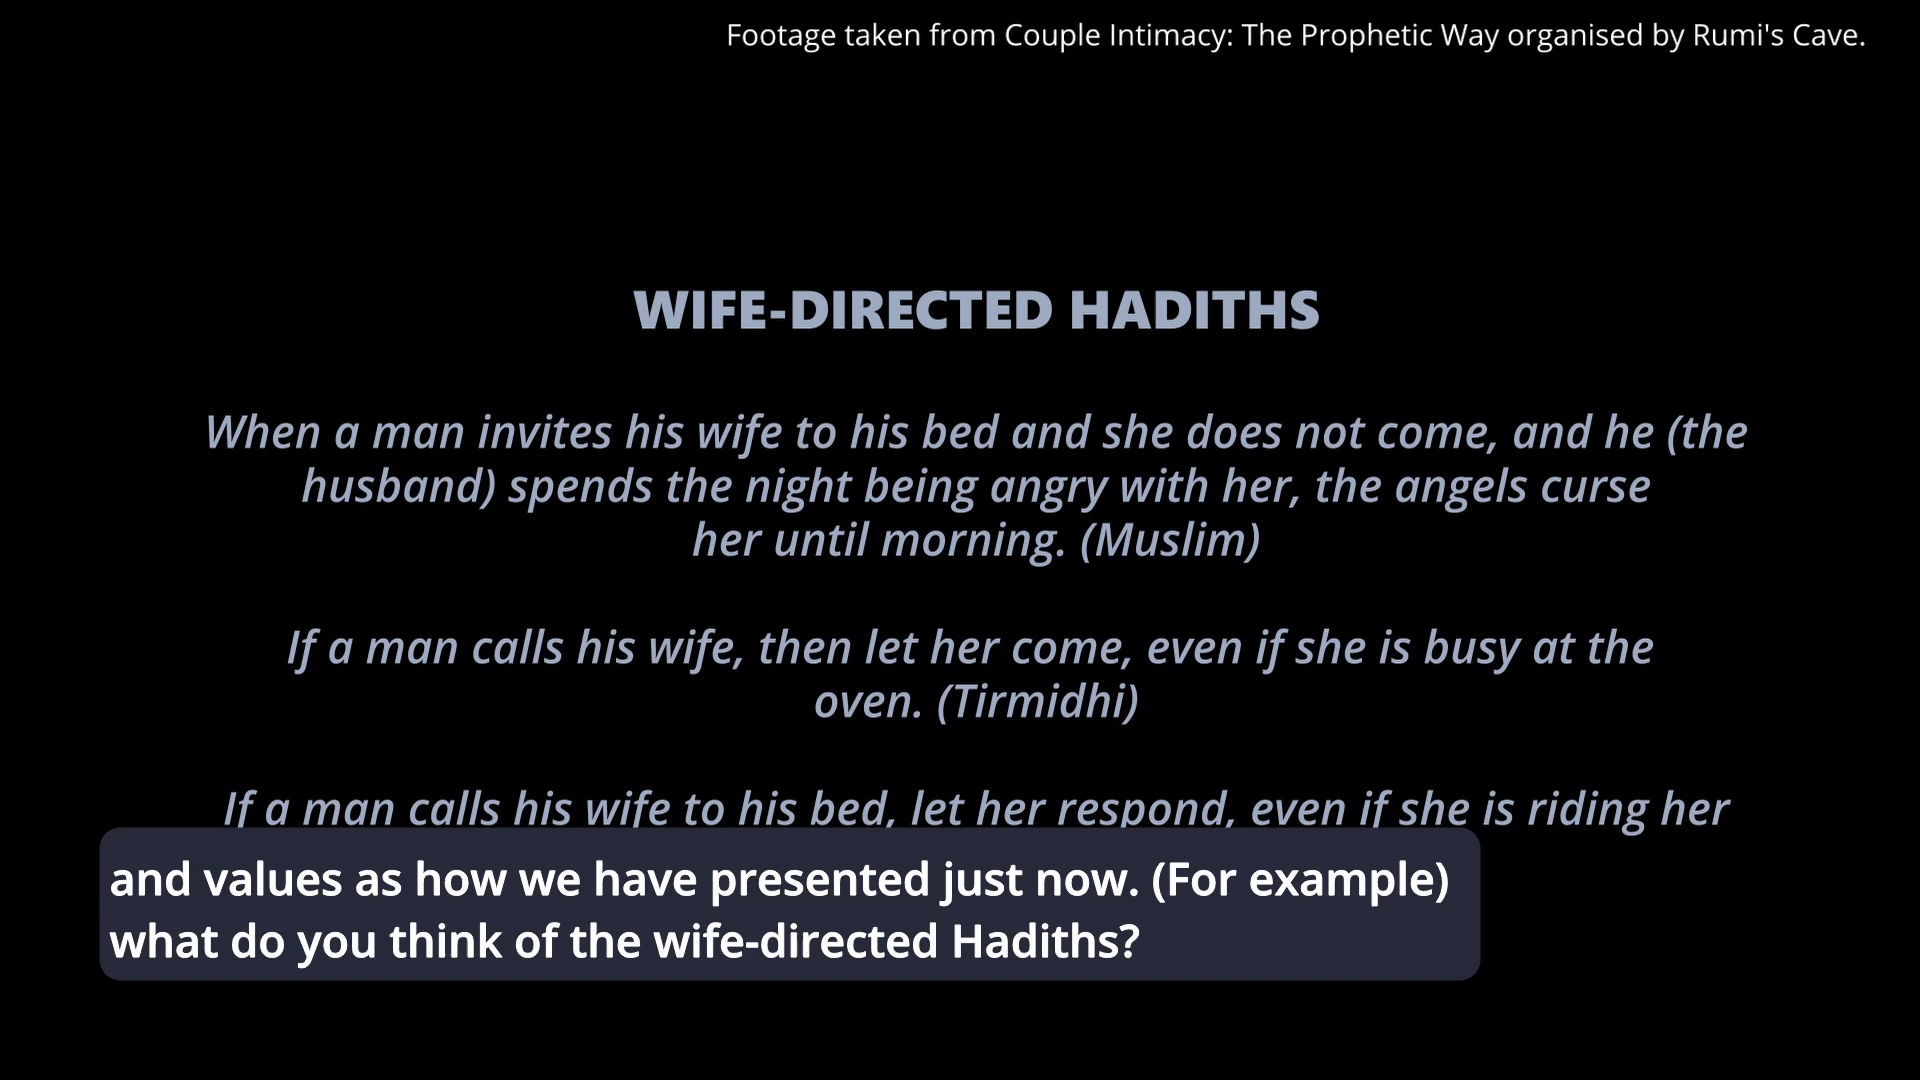 Footage taken from Couple Intimacy: The Prophetic Way organised by Rumi's Cave.
WIFE-DIRECTED HADITHS
When a man invites his wife to his bed and she does not come, and he (the
husband) spends the night being angry with her, the angels curse
her until morning. (Muslim)
If a man calls his wife, then let her come, even if she is busy at the
oven. (Tirmidhi)
If a man calls his wife to his bed, let her respond, even if she is riding her
and values as how we have presented just now. (For example)
what do you think of the wife-directed Hadiths?